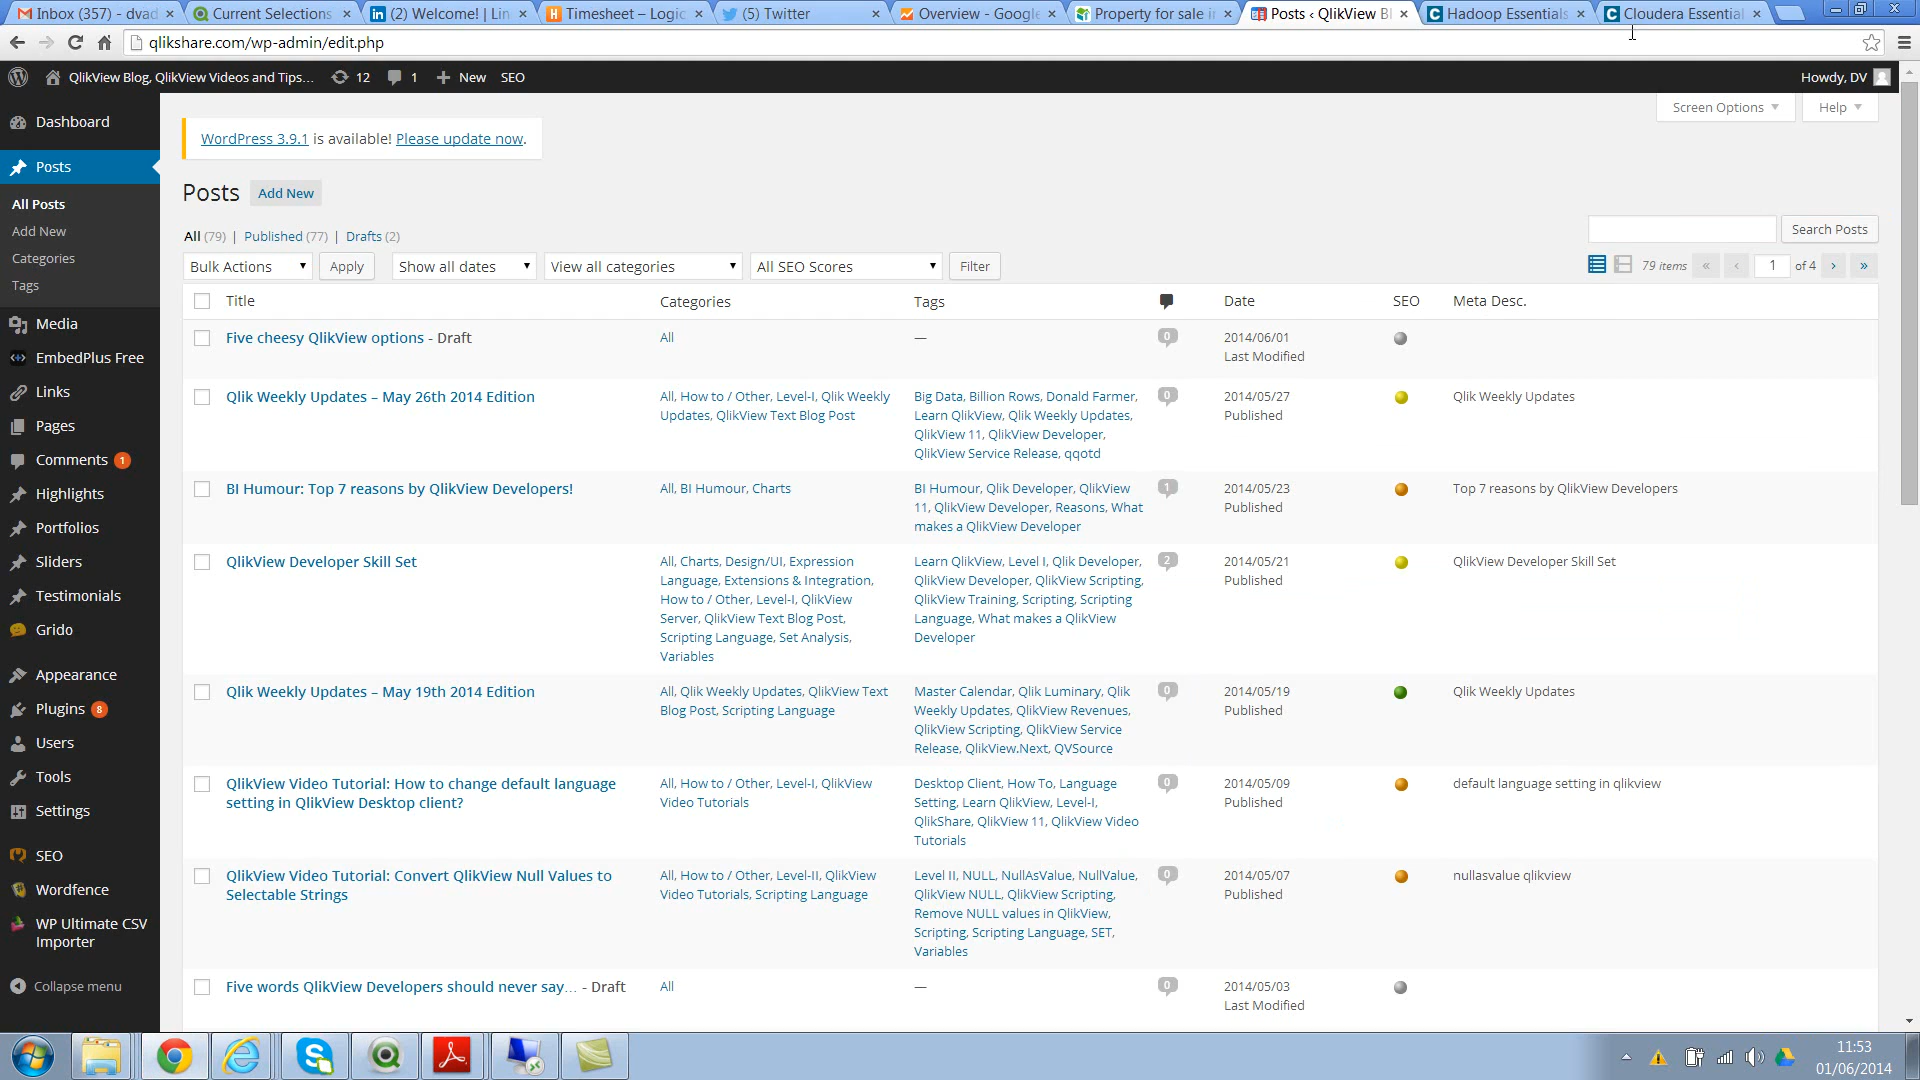 Inbox (357) - dvad
Current Selections
(2) Welcome! | Lin
Timesheet – Logic
(5) Twitter
Overview - Google
Property for sale in
Posts ‹ QlikView Bl
Hadoop Essentials
Cloudera Essential
qlikshare.com/wp-admin/edit.php
QlikView Blog, QlikView Videos and Tips... 12 1 New SEO Howdy, DV
Screen Options Help
WordPress 3.9.1 is available! Please update now.
Posts Add New
All (79) | Published (77) | Drafts (2)
Search Posts
Bulk Actions Apply Show all dates View all categories All SEO Scores Filter
79 items « ‹ 1 of 4 › »
Dashboard
Posts
All Posts
Add New
Categories
Tags
Media
EmbedPlus Free
Links
Pages
Comments 1
Highlights
Portfolios
Sliders
Testimonials
Grido
Appearance
Plugins 8
Users
Tools
Settings
SEO
Wordfence
WP Ultimate CSV
Importer
Collapse menu
Title Categories Tags Date SEO Meta Desc.
Five cheesy QlikView options - Draft
All
—
0
2014/06/01
Last Modified
Qlik Weekly Updates – May 26th 2014 Edition
All, How to / Other, Level-I, Qlik Weekly
Updates, QlikView Text Blog Post
Big Data, Billion Rows, Donald Farmer,
Learn QlikView, Qlik Weekly Updates,
QlikView 11, QlikView Developer,
QlikView Service Release, qqotd
0
2014/05/27
Published
Qlik Weekly Updates
BI Humour: Top 7 reasons by QlikView Developers!
All, BI Humour, Charts
BI Humour, Qlik Developer, QlikView
11, QlikView Developer, Reasons, What
makes a QlikView Developer
1
2014/05/23
Published
Top 7 reasons by QlikView Developers
QlikView Developer Skill Set
All, Charts, Design/UI, Expression
Language, Extensions & Integration,
How to / Other, Level-I, QlikView
Server, QlikView Text Blog Post,
Scripting Language, Set Analysis,
Variables
Learn QlikView, Level I, Qlik Developer,
QlikView Developer, QlikView Scripting,
QlikView Training, Scripting, Scripting
Language, What makes a QlikView
Developer
2
2014/05/21
Published
QlikView Developer Skill Set
Qlik Weekly Updates – May 19th 2014 Edition
All, Qlik Weekly Updates, QlikView Text
Blog Post, Scripting Language
Master Calendar, Qlik Luminary, Qlik
Weekly Updates, QlikView Revenues,
QlikView Scripting, QlikView Service
Release, QlikView.Next, QVSource
0
2014/05/19
Published
Qlik Weekly Updates
QlikView Video Tutorial: How to change default language
setting in QlikView Desktop client?
All, How to / Other, Level-I, QlikView
Video Tutorials
Desktop Client, How To, Language
Setting, Learn QlikView, Level-I,
QlikShare, QlikView 11, QlikView Video
Tutorials
0
2014/05/09
Published
default language setting in qlikview
QlikView Video Tutorial: Convert QlikView Null Values to
Selectable Strings
All, How to / Other, Level-II, QlikView
Video Tutorials, Scripting Language
Level II, NULL, NullAsValue, NullValue,
QlikView NULL, QlikView Scripting,
Remove NULL values in QlikView,
Scripting, Scripting Language, SET,
Variables
0
2014/05/07
Published
nullasvalue qlikview
Five words QlikView Developers should never say… - Draft
All
—
0
2014/05/03
Last Modified
11:53
01/06/2014